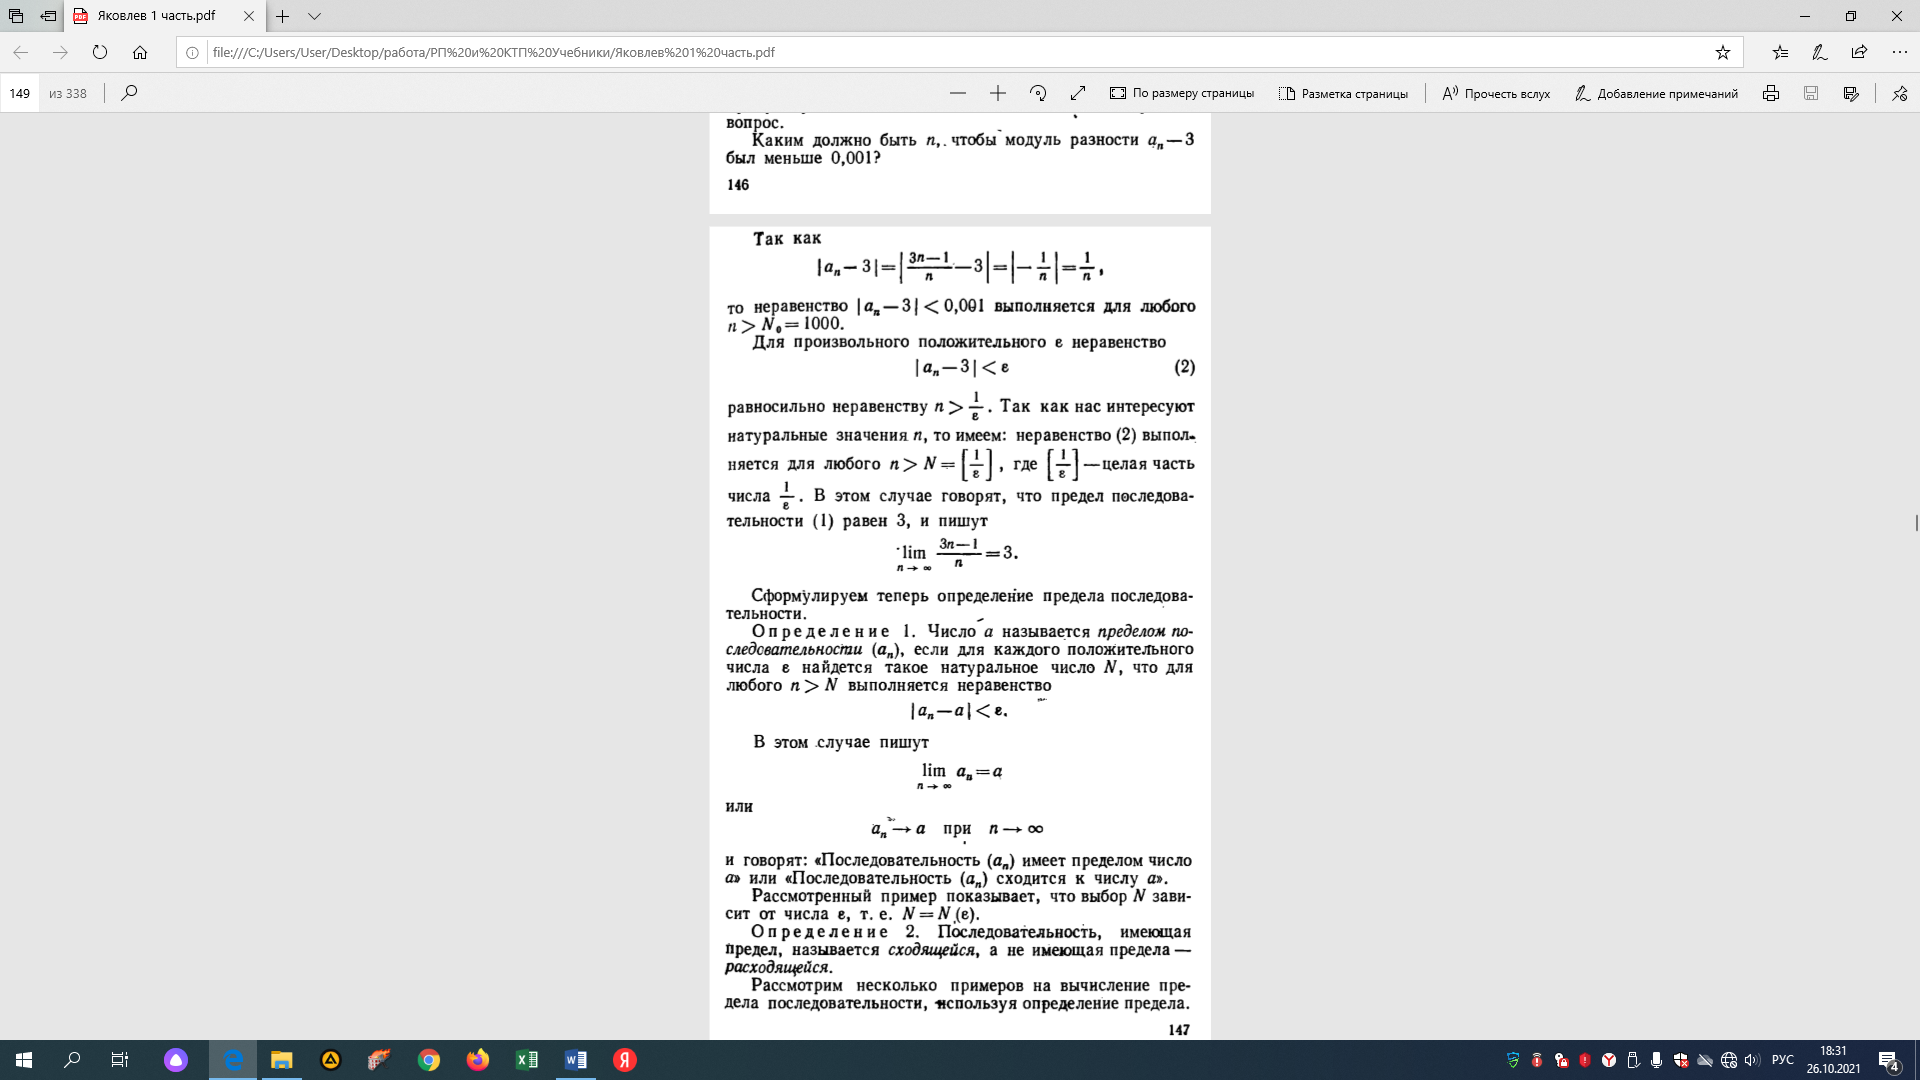 Яковлев 1 часть.pdf
file:///C:/Users/User/Desktop/работа/РП%20и%20КТП%20Учебники/Яковлев%201%20часть.pdf
149 из 338
По размеру страницы
Разметка страницы
Прочесть вслух
Добавление примечаний
вопрос.
Каким должно быть n, чтобы модуль разности aₙ—3
был меньше 0,001?
146
Так как
|aₙ—3|=|(3n—1)/n—3|=|—1/n|=1/n,
то неравенство |aₙ—3|<0,001 выполняется для любого
n>N₀=1000.
Для произвольного положительного ε неравенство
|aₙ—3|<ε (2)
равносильно неравенству n>1/ε. Так как нас интересуют
натуральные значения n, то имеем: неравенство (2) выпол-
няется для любого n>N=[1/ε], где [1/ε]—целая часть
числа 1/ε. В этом случае говорят, что предел последова-
тельности (1) равен 3, и пишут
lim n→∞ (3n—1)/n=3.
Сформулируем теперь определение предела последова-
тельности.
Определение 1. Число a называется пределом по-
следовательности (aₙ), если для каждого положительного
числа ε найдется такое натуральное число N, что для
любого n>N выполняется неравенство
|aₙ—a|<ε.
В этом случае пишут
lim n→∞ aₙ=a
или
aₙ→a при n→∞
и говорят: «Последовательность (aₙ) имеет пределом число
a» или «Последовательность (aₙ) сходится к числу a».
Рассмотренный пример показывает, что выбор N зави-
сит от числа ε, т. е. N=N(ε).
Определение 2. Последовательность, имеющая
предел, называется сходящейся, а не имеющая предела—
расходящейся.
Рассмотрим несколько примеров на вычисление пре-
дела последовательности, используя определение предела.
147
РУС
18:31
26.10.2021
4